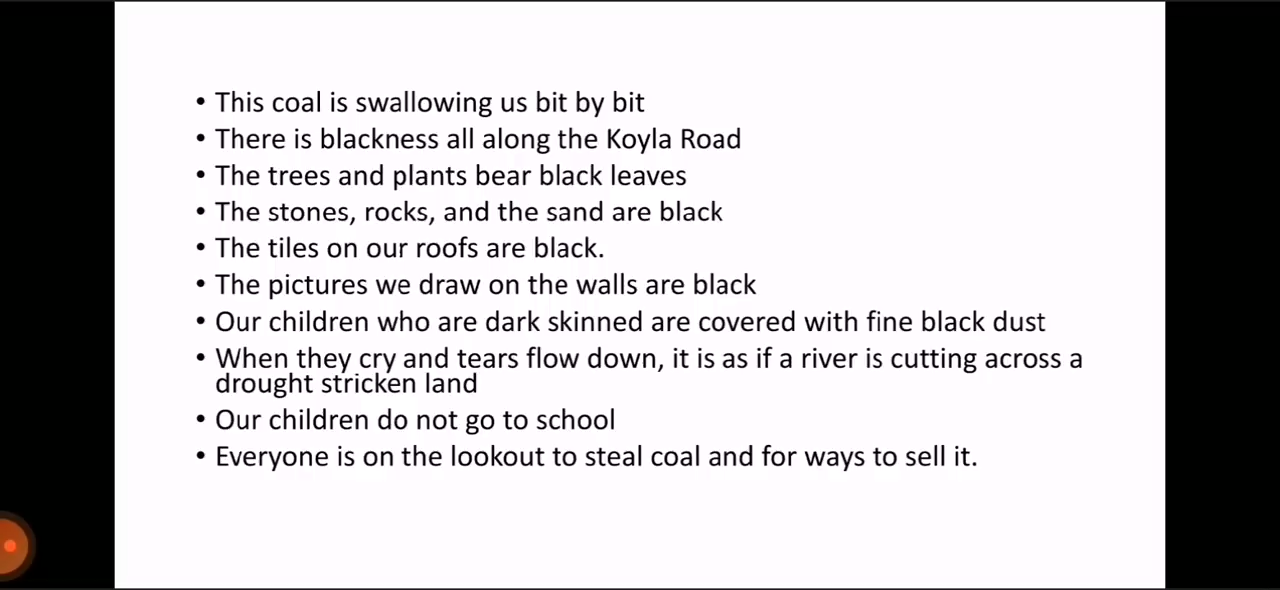 • This coal is swallowing us bit by bit
• There is blackness all along the Koyla Road
• The trees and plants bear black leaves
• The stones, rocks, and the sand are black
• The tiles on our roofs are black.
• The pictures we draw on the walls are black
• Our children who are dark skinned are covered with fine black dust
• When they cry and tears flow down, it is as if a river is cutting across a
drought stricken land
• Our children do not go to school
• Everyone is on the lookout to steal coal and for ways to sell it.